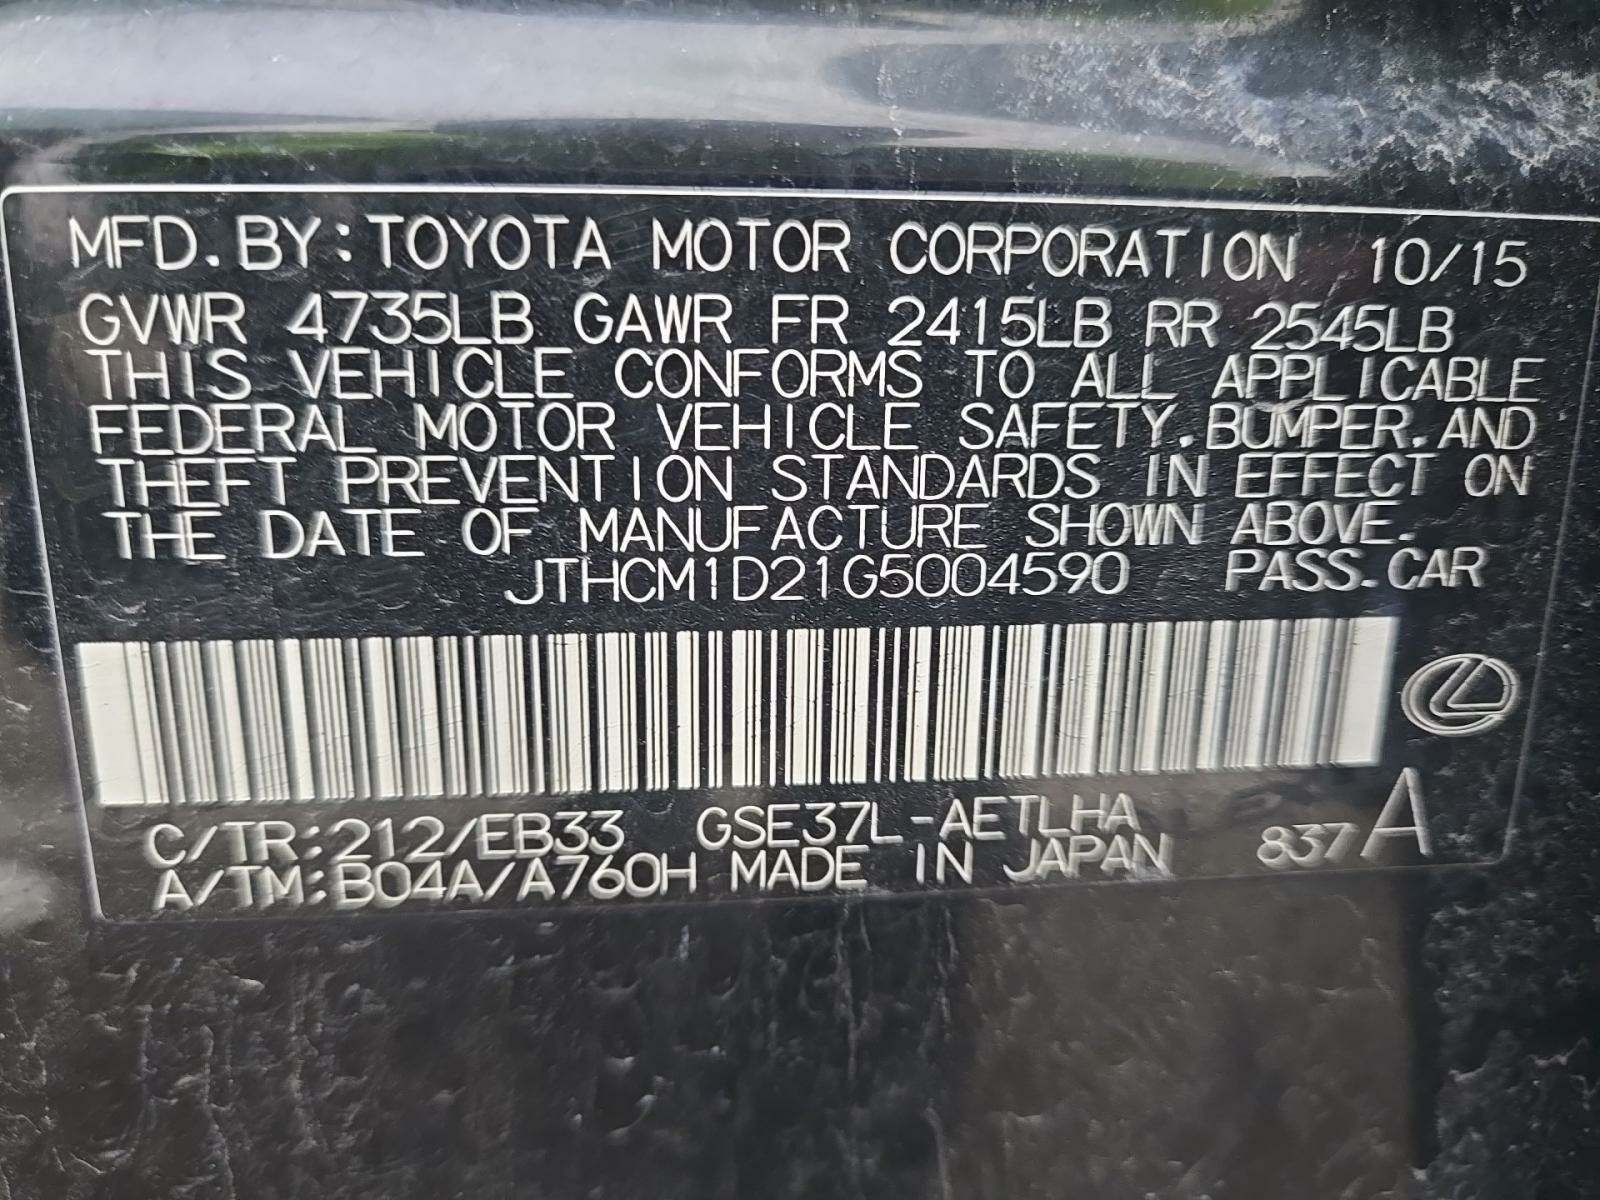 MFD. BY: TOYOTA MOTOR CORPORATION 10/15
GVWR 4735LB GAWR FR 2415LB RR 2545LB
THIS VEHICLE CONFORMS TO ALL APPLICABLE
FEDERAL MOTOR VEHICLE SAFETY, BUMPER, AND
THEFT PREVENTION STANDARDS IN EFFECT ON
THE DATE OF MANUFACTURE SHOWN ABOVE.
JTHCM1D21G5004590 PASS. CAR
C/TR: 212/EB33 GSE37L-AETLHA
A/TM: B04A/A760H MADE IN JAPAN 837 A